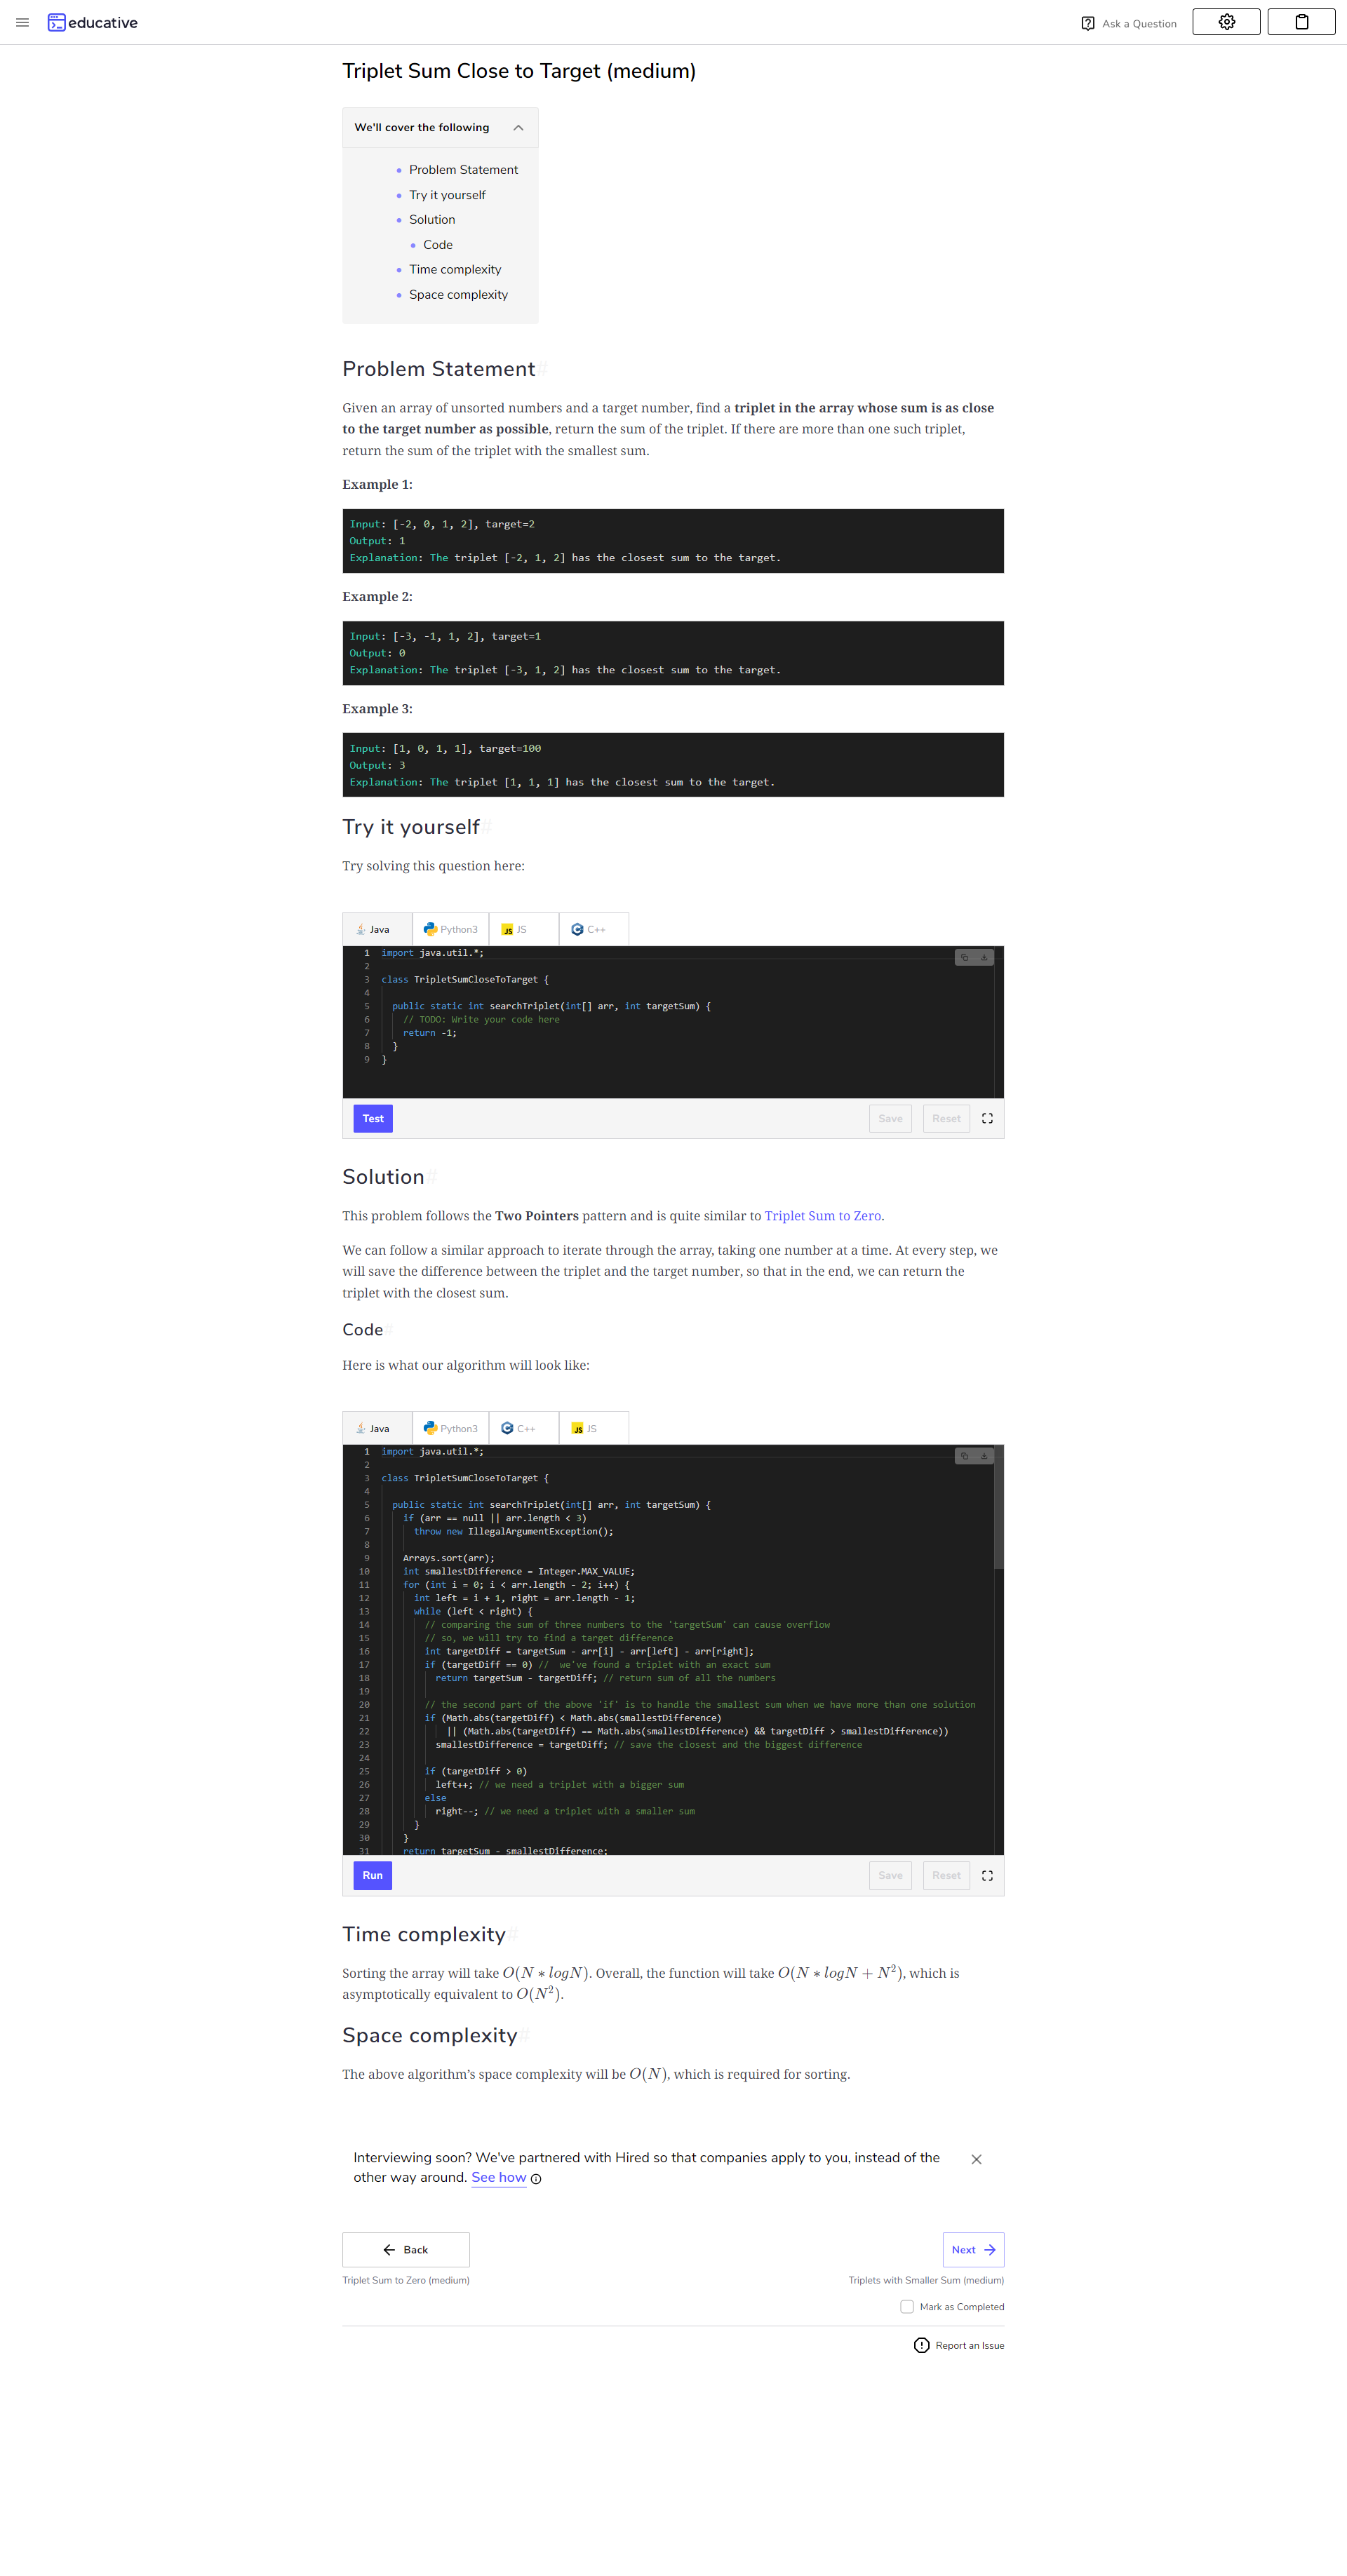 educative
Ask a Question
Triplet Sum Close to Target (medium)
We'll cover the following
Problem Statement
Try it yourself
Solution
Code
Time complexity
Space complexity
Problem Statement#
Given an array of unsorted numbers and a target number, find a triplet in the array whose sum is as close
to the target number as possible, return the sum of the triplet. If there are more than one such triplet,
return the sum of the triplet with the smallest sum.
Example 1:
Input: [-2, 0, 1, 2], target=2
Output: 1
Explanation: The triplet [-2, 1, 2] has the closest sum to the target.
Example 2:
Input: [-3, -1, 1, 2], target=1
Output: 0
Explanation: The triplet [-3, 1, 2] has the closest sum to the target.
Example 3:
Input: [1, 0, 1, 1], target=100
Output: 3
Explanation: The triplet [1, 1, 1] has the closest sum to the target.
Try it yourself#
Try solving this question here:
Java Python3 JS JS C++
1 import java.util.*;
2
3 class TripletSumCloseToTarget {
4
5 public static int searchTriplet(int[] arr, int targetSum) {
6 // TODO: Write your code here
7 return -1;
8 }
9 }
Test Save Reset
Solution#
This problem follows the Two Pointers pattern and is quite similar to Triplet Sum to Zero.
We can follow a similar approach to iterate through the array, taking one number at a time. At every step, we
will save the difference between the triplet and the target number, so that in the end, we can return the
triplet with the closest sum.
Code#
Here is what our algorithm will look like:
Java Python3 C++ JS JS
1 import java.util.*;
2
3 class TripletSumCloseToTarget {
4
5 public static int searchTriplet(int[] arr, int targetSum) {
6 if (arr == null || arr.length < 3)
7 throw new IllegalArgumentException();
8
9 Arrays.sort(arr);
10 int smallestDifference = Integer.MAX_VALUE;
11 for (int i = 0; i < arr.length - 2; i++) {
12 int left = i + 1, right = arr.length - 1;
13 while (left < right) {
14 // comparing the sum of three numbers to the 'targetSum' can cause overflow
15 // so, we will try to find a target difference
16 int targetDiff = targetSum - arr[i] - arr[left] - arr[right];
17 if (targetDiff == 0) //  we've found a triplet with an exact sum
18 return targetSum - targetDiff; // return sum of all the numbers
19
20 // the second part of the above 'if' is to handle the smallest sum when we have more than one solution
21 if (Math.abs(targetDiff) < Math.abs(smallestDifference)
22 || (Math.abs(targetDiff) == Math.abs(smallestDifference) && targetDiff > smallestDifference))
23 smallestDifference = targetDiff; // save the closest and the biggest difference
24
25 if (targetDiff > 0)
26 left++; // we need a triplet with a bigger sum
27 else
28 right--; // we need a triplet with a smaller sum
29 }
30 }
31 return targetSum - smallestDifference;
Run Save Reset
Time complexity#
Sorting the array will take O(N ∗ logN). Overall, the function will take O(N ∗ logN + N²), which is
asymptotically equivalent to O(N²).
Space complexity#
The above algorithm’s space complexity will be O(N), which is required for sorting.
Interviewing soon? We've partnered with Hired so that companies apply to you, instead of the
other way around. See how
Back Next
Triplet Sum to Zero (medium) Triplets with Smaller Sum (medium)
Mark as Completed
Report an Issue